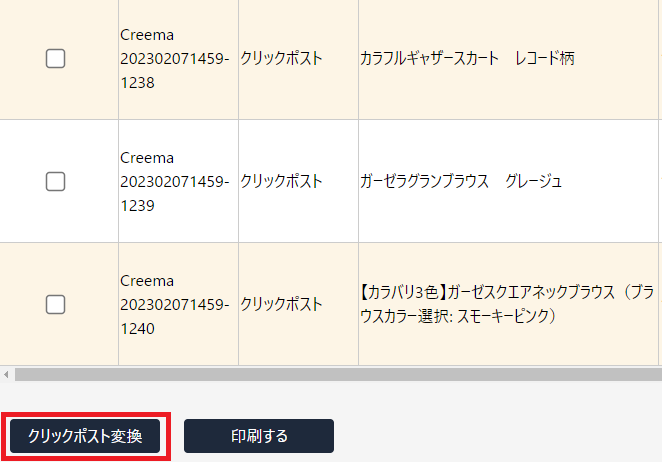 Creema
202302071459-
1238
クリックポスト
カラフルギャザースカート　レコード柄
Creema
202302071459-
1239
クリックポスト
ガーゼラグランブラウス　グレージュ
Creema
202302071459-
1240
クリックポスト
【カラバリ3色】ガーゼスクエアネックブラウス（ブラ
ウスカラー選択: スモーキーピンク）
クリックポスト変換
印刷する